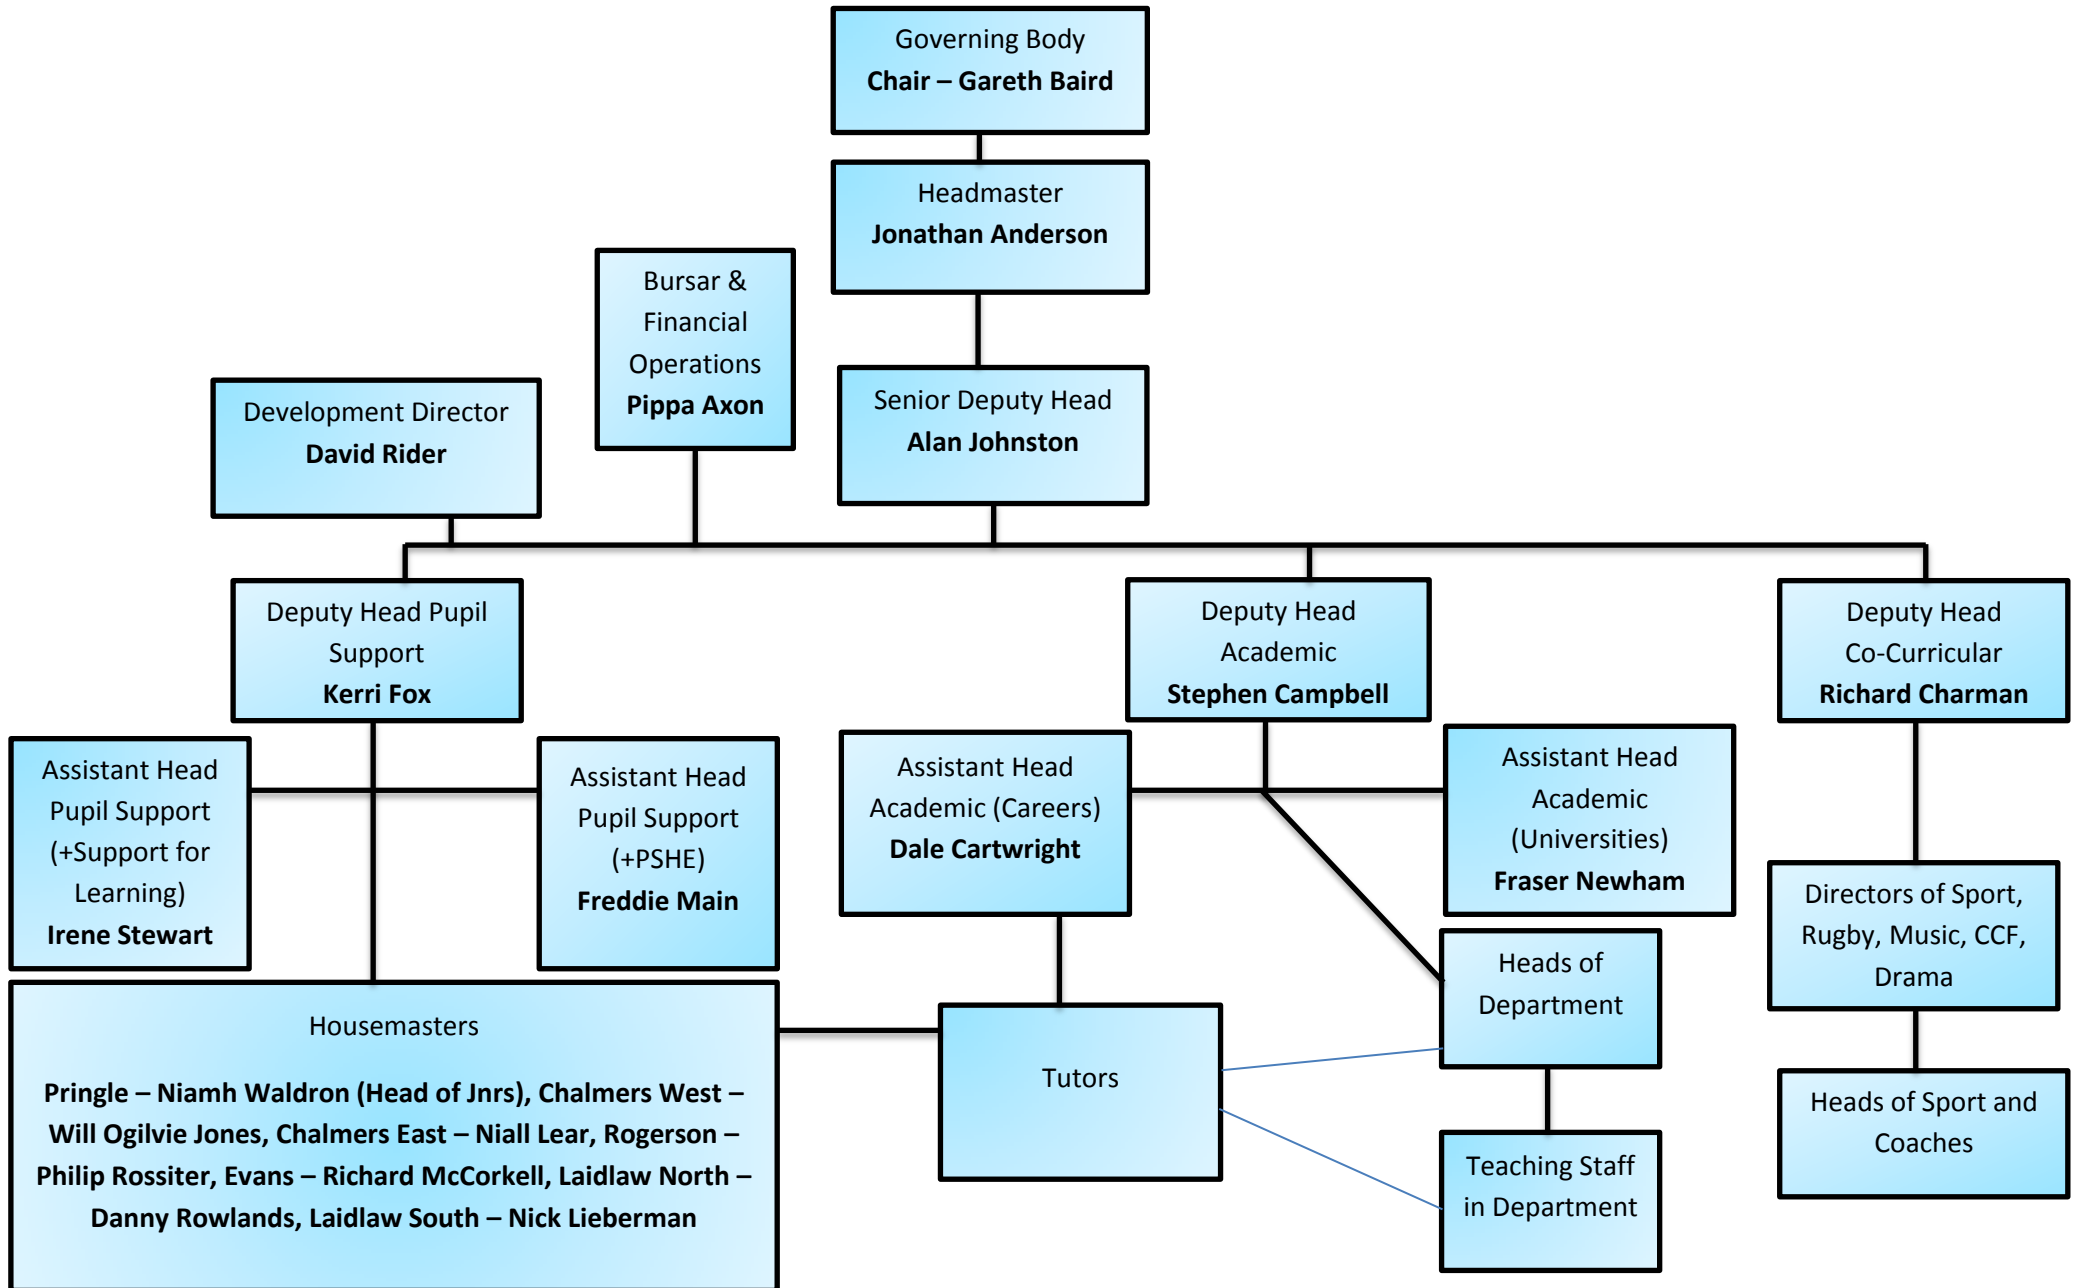 Governing Body
Chair – Gareth Baird
Headmaster
Jonathan Anderson
Bursar &
Financial
Operations
Pippa Axon
Development Director
David Rider
Senior Deputy Head
Alan Johnston
Deputy Head Pupil
Support
Kerri Fox
Deputy Head
Academic
Stephen Campbell
Deputy Head
Co-Curricular
Richard Charman
Assistant Head
Pupil Support
(+Support for
Learning)
Irene Stewart
Assistant Head
Pupil Support
(+PSHE)
Freddie Main
Assistant Head
Academic (Careers)
Dale Cartwright
Assistant Head
Academic
(Universities)
Fraser Newham
Directors of Sport,
Rugby, Music, CCF,
Drama
Housemasters
Pringle – Niamh Waldron (Head of Jnrs), Chalmers West –
Will Ogilvie Jones, Chalmers East – Niall Lear, Rogerson –
Philip Rossiter, Evans – Richard McCorkell, Laidlaw North –
Danny Rowlands, Laidlaw South – Nick Lieberman
Tutors
Heads of
Department
Teaching Staff
in Department
Heads of Sport and
Coaches